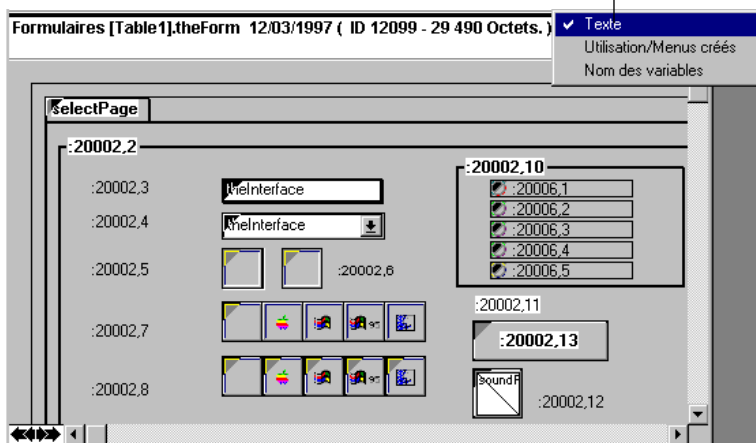 Formulaires [Table1].theForm 12/03/1997 ( ID 12099 - 29 490 Octets. )
✓ Texte
Utilisation/Menus créés
Nom des variables
selectPage
:20002,2
:20002,3
theInterface
:20002,4
theInterface
:20002,5
:20002,6
:20002,7
:20002,8
:20002,10
:20006,1
:20006,2
:20006,3
:20006,4
:20006,5
:20002,11
:20002,13
:20002,12